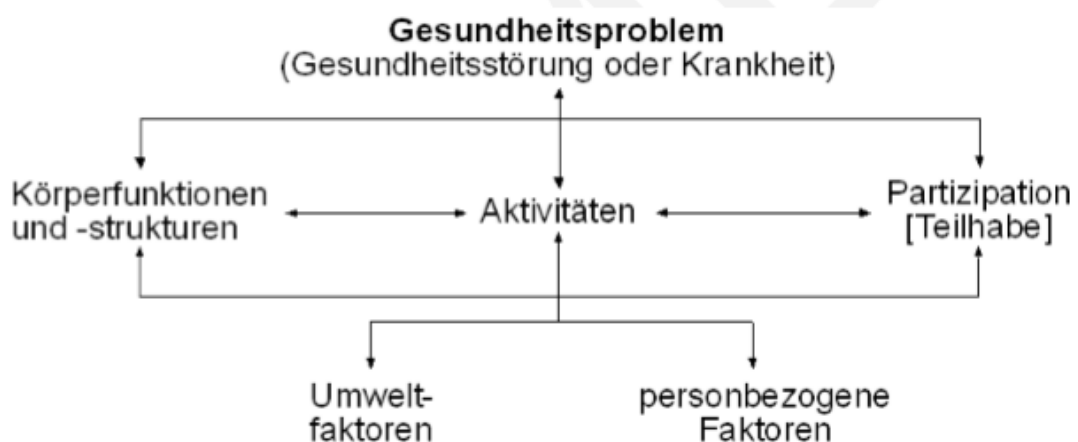 Gesundheitsproblem
(Gesundheitsstörung oder Krankheit)
Körperfunktionen
und -strukturen
Aktivitäten
Partizipation
[Teilhabe]
Umwelt-
faktoren
personbezogene
Faktoren